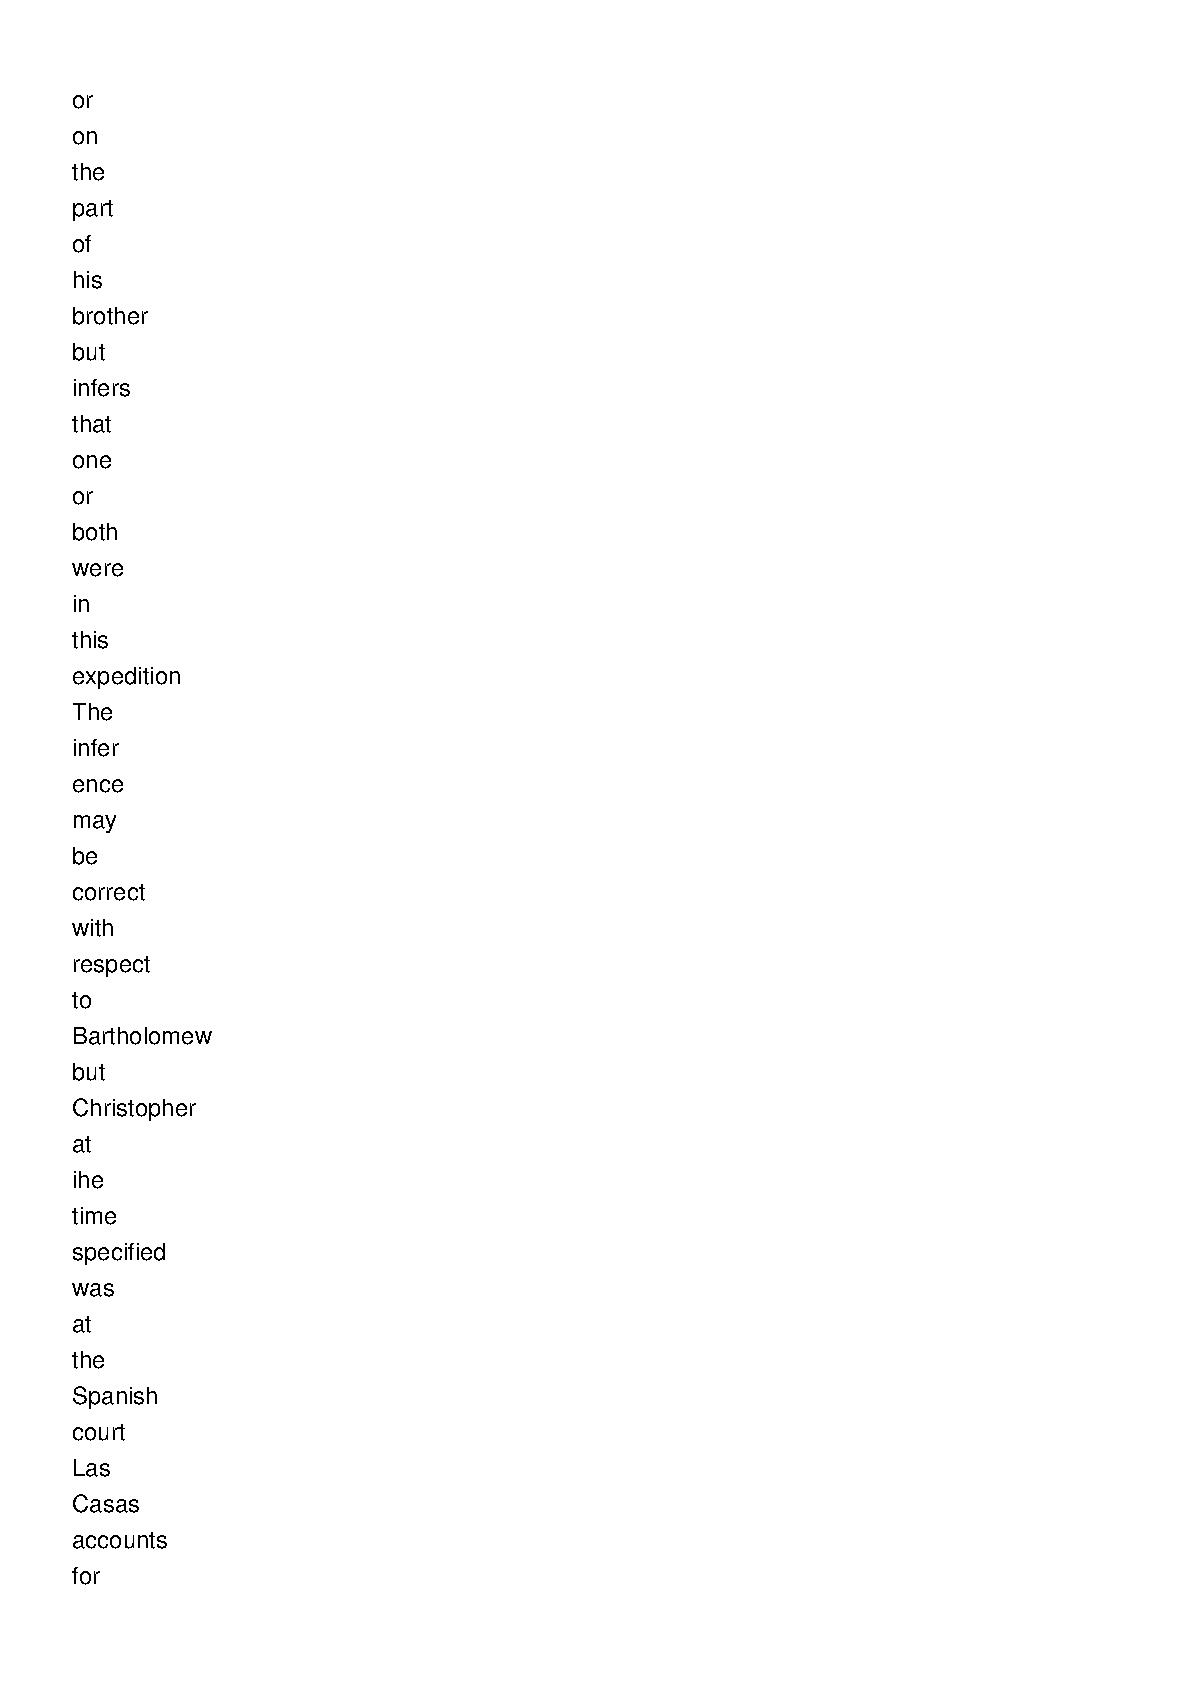 or
on
the
part
of
his
brother
but
infers
that
one
or
both
were
in
this
expedition
The
infer
ence
may
be
correct
with
respect
to
Bartholomew
but
Christopher
at
ihe
time
specified
was
at
the
Spanish
court
Las
Casas
accounts
for